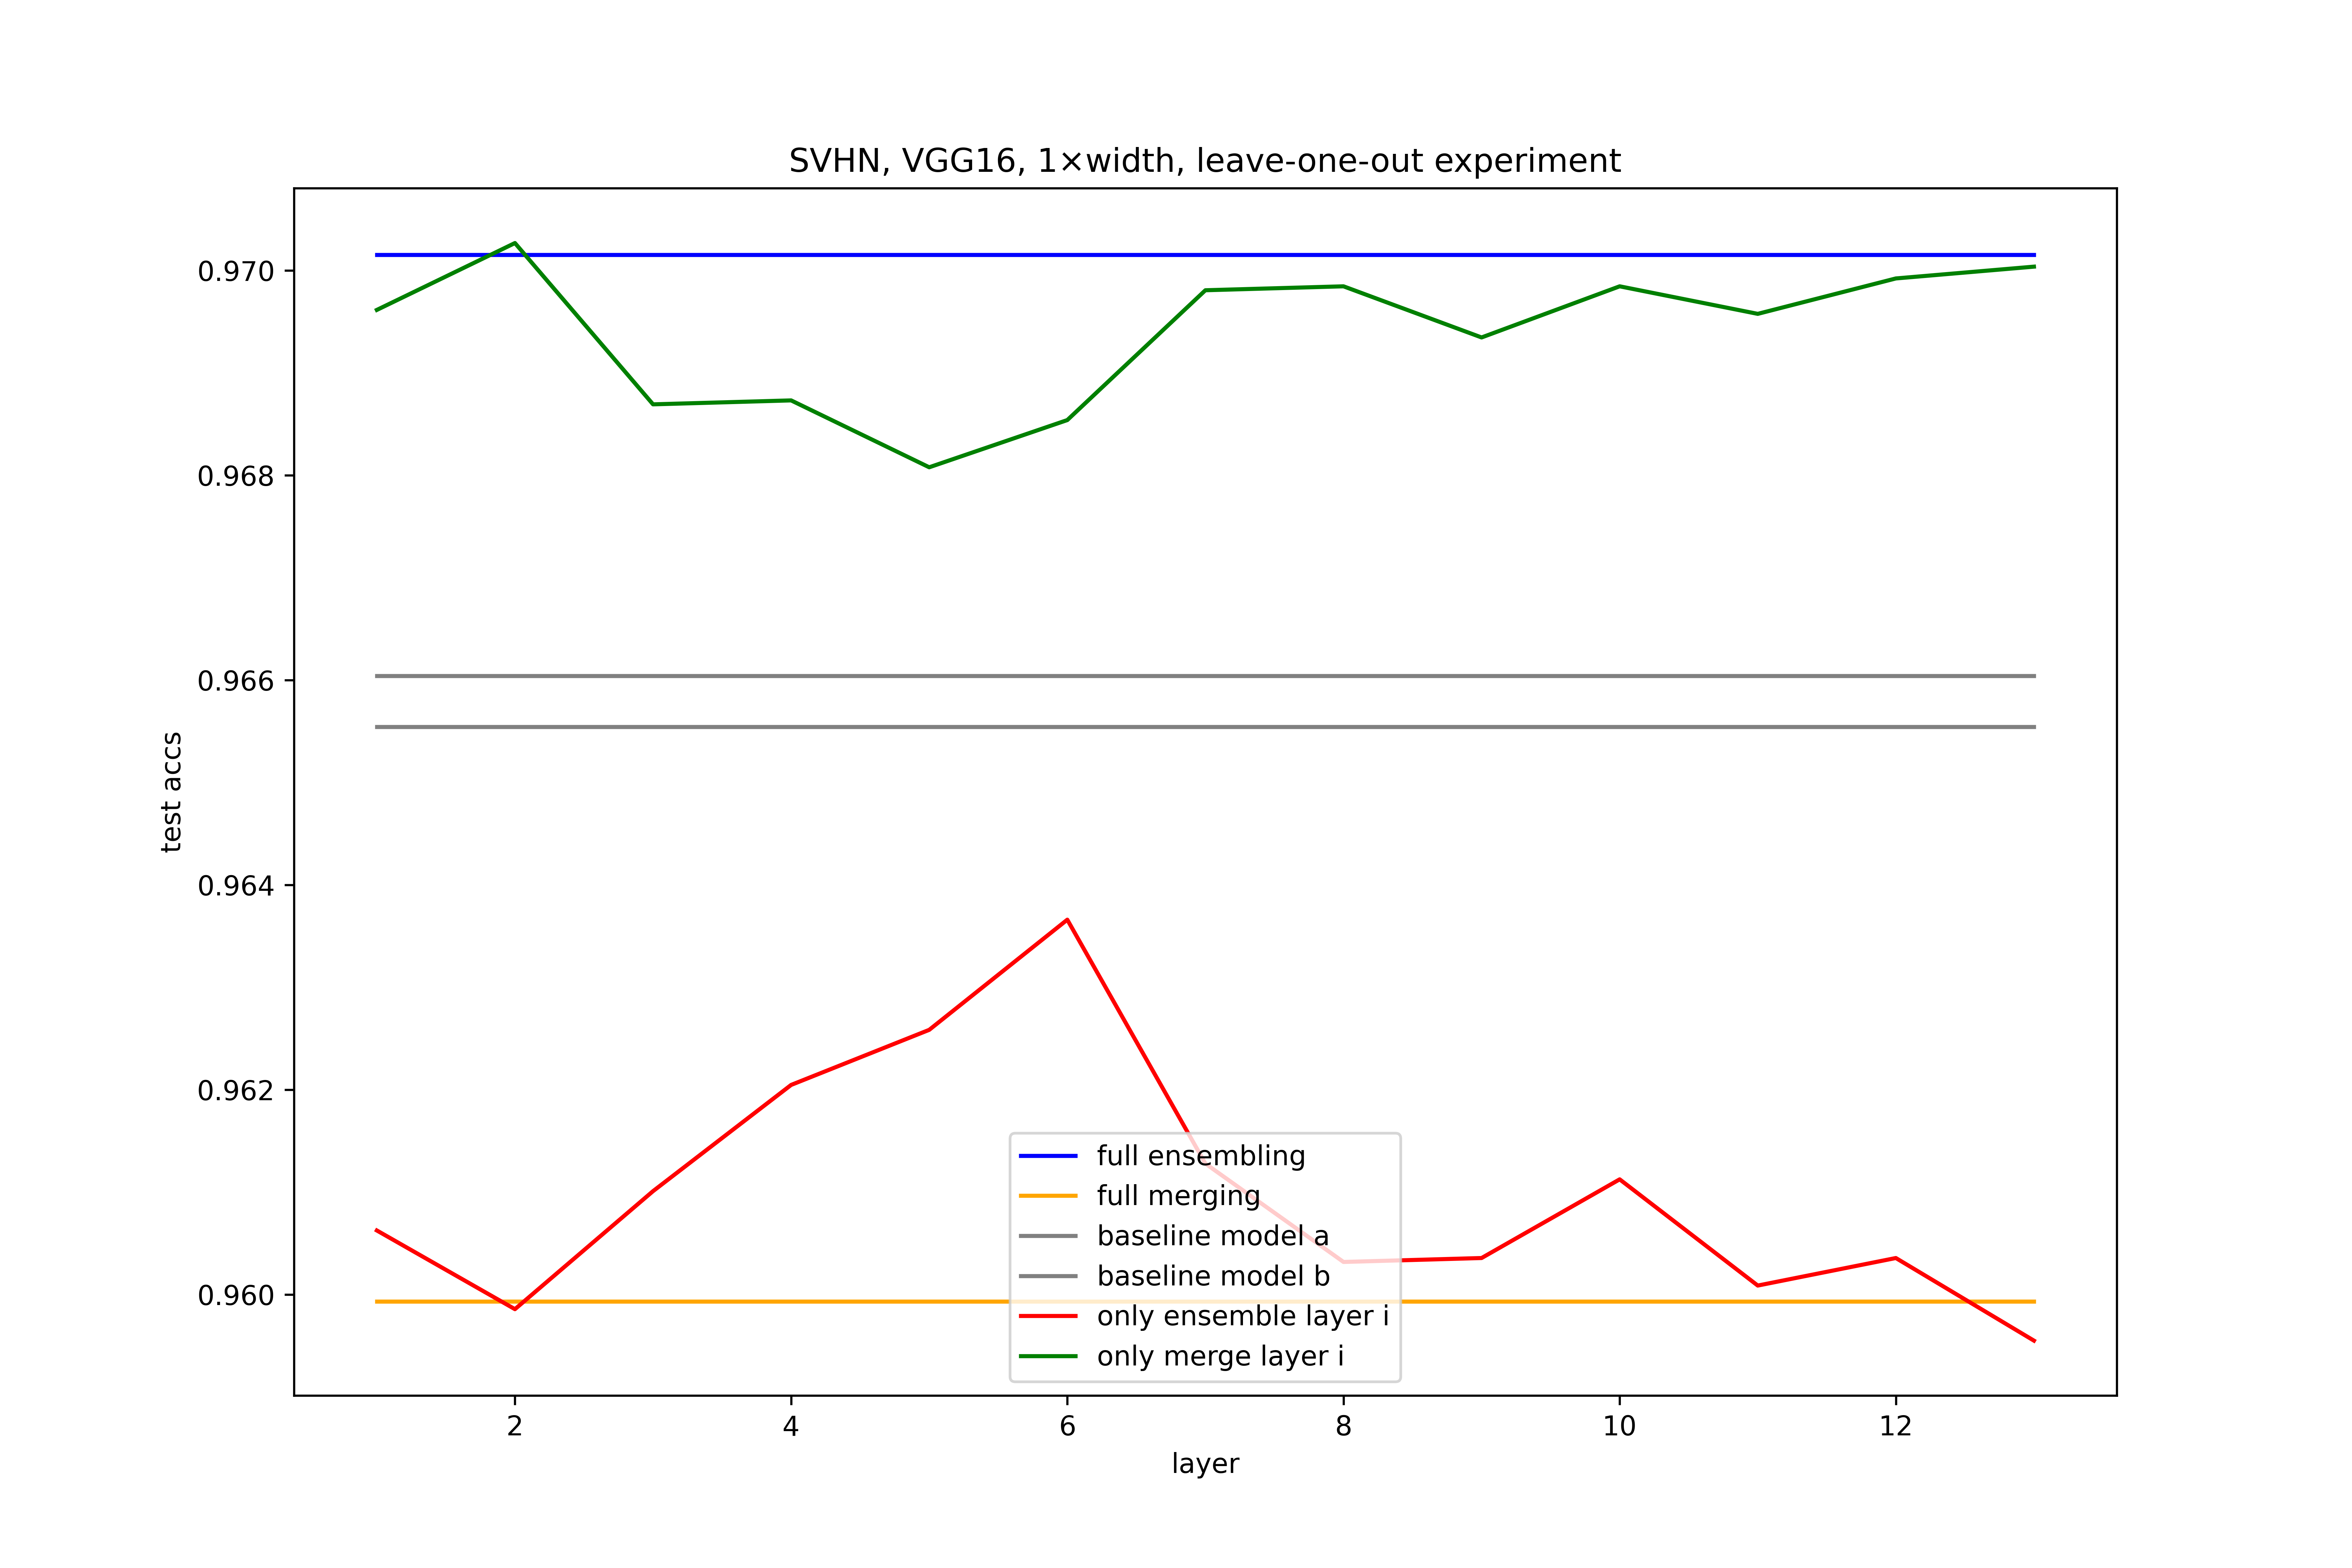 SVHN, VGG16, 1×width, leave-one-out experiment
test accs
0.970
0.968
0.966
0.964
0.962
0.960
full ensembling
full merging
baseline model a
baseline model b
only ensemble layer i
only merge layer i
2 4 6 8 10 12
layer